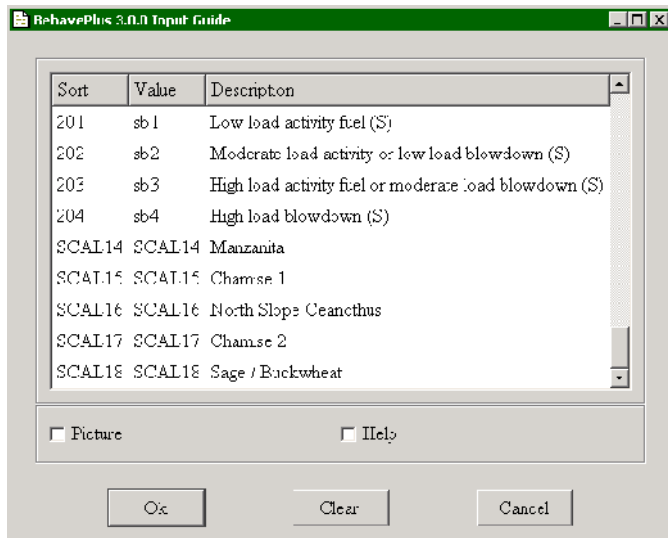 BehavePlus 3.0.0 Input Guide
Sort Value Description
201 sb1 Low load activity fuel (S)
202 sb2 Moderate load activity or low load blowdown (S)
203 sb3 High load activity fuel or moderate load blowdown (S)
204 sb4 High load blowdown (S)
SCAL14 SCAL14 Manzanita
SCAL15 SCAL15 Chamise 1
SCAL16 SCAL16 North Slope Ceanothus
SCAL17 SCAL17 Chamise 2
SCAL18 SCAL18 Sage / Buckwheat
Picture Help
Ok Clear Cancel